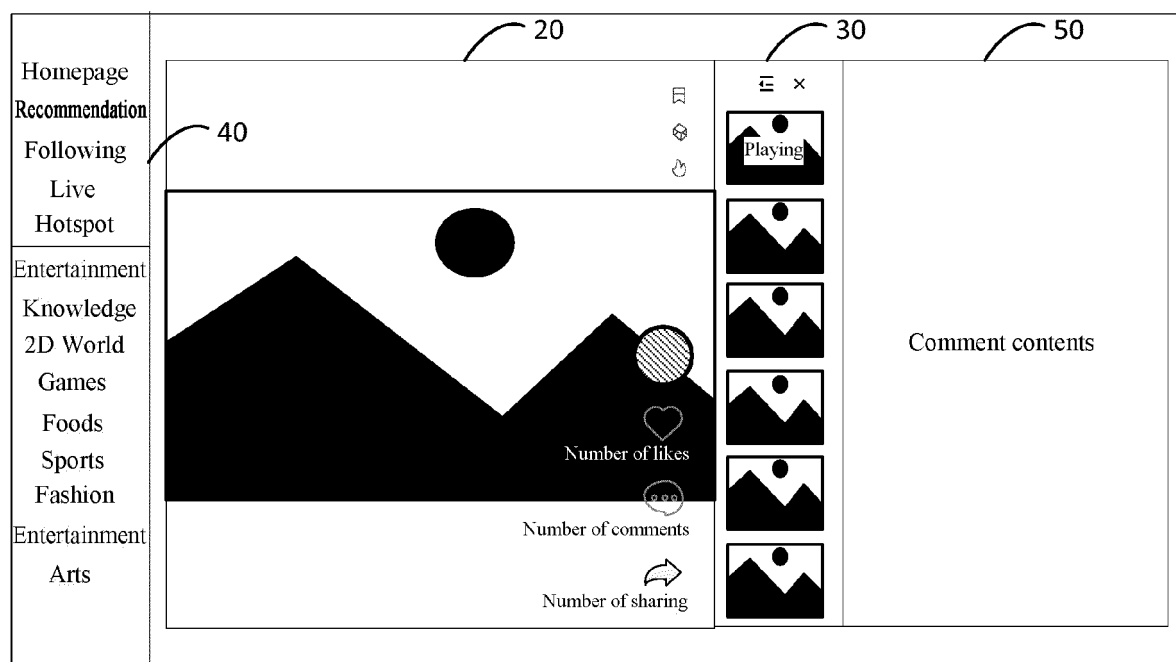 20
30
50
Homepage
Recommendation
Following
Live
Hotspot
40
Entertainment
Knowledge
2D World
Games
Foods
Sports
Fashion
Entertainment
Arts
Number of likes
Number of comments
Number of sharing
Playing
Comment contents